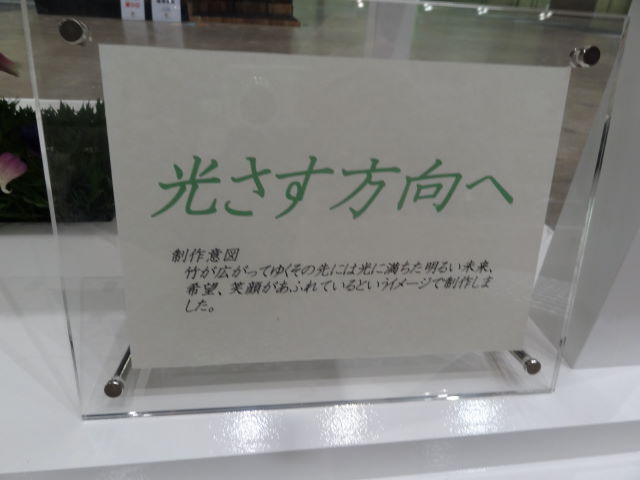 光さす方向へ
制作意図
竹が広がってゆくその先には光に満ちた明るい未来、
希望、笑顔があふれているというイメージで制作しま
した。